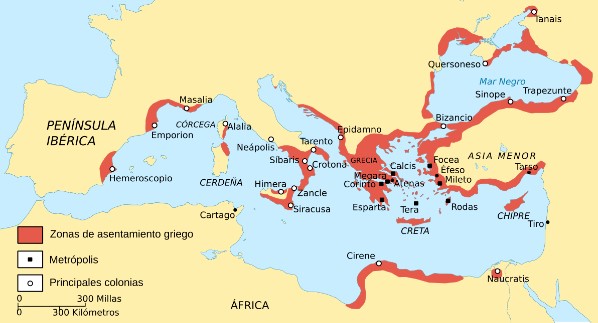 Tanais
Quersoneso
Mar Negro
Sinope
Trapezunte
Masalia
CÓRCEGA
Alalia
PENÍNSULA
IBÉRICA
Emporion
Neápolis
Epidamno
Bizancio
Tarento
Síbaris
Crotona
GRECIA
Calcis
Focea
ASIA MENOR
Éfeso
Megara
Mileto
Tarso
Hemeroscopio
CERDEÑA
Himera
Zancle
Corinto
Atenas
Esparta
Tera
Rodas
CHIPRE
Cartago
Siracusa
CRETA
Tiro
Zonas de asentamiento griego
Metrópolis
Cirene
Principales colonias
Naucratis
0 300 Millas
0 300 Kilómetros
ÁFRICA